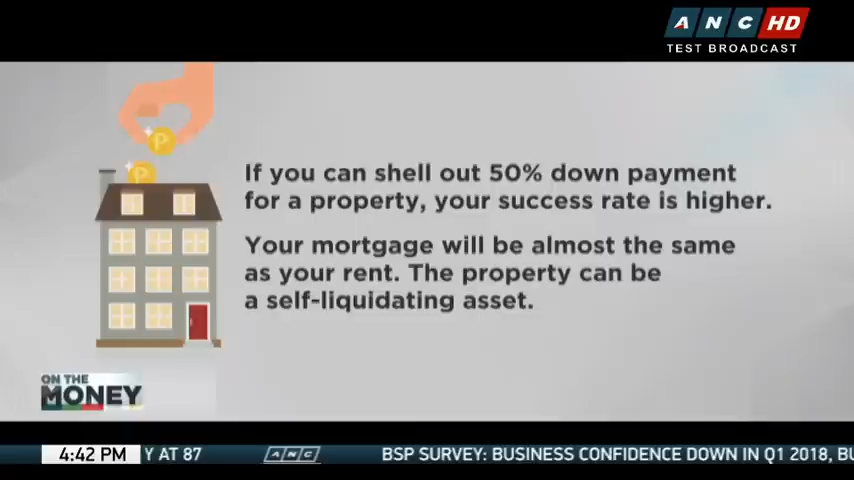 ANC HD
TEST BROADCAST
P
P
If you can shell out 50% down payment
for a property, your success rate is higher.
Your mortgage will be almost the same
as your rent. The property can be
a self-liquidating asset.
ON THE
MONEY
4:42 PM Y AT 87 ANC BSP SURVEY: BUSINESS CONFIDENCE DOWN IN Q1 2018, BU